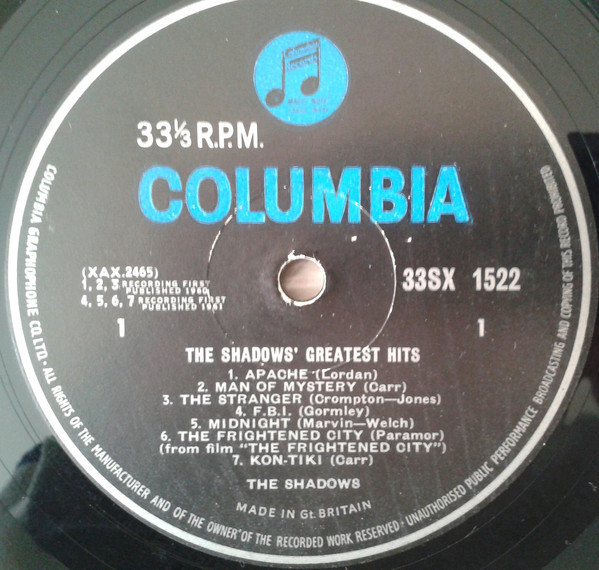 33⅓ R.P.M.
COLUMBIA
(XAX.2465)
1, 2, 3 RECORDING FIRST
PUBLISHED 1960
4, 5, 6, 7 RECORDING FIRST
PUBLISHED 1961
33SX 1522
1
1
THE SHADOWS' GREATEST HITS
1. APACHE (Lordan)
2. MAN OF MYSTERY (Carr)
3. THE STRANGER (Crompton—Jones)
4. F.B.I. (Gormley)
5. MIDNIGHT (Marvin—Welch)
6. THE FRIGHTENED CITY (Paramor)
(from film "THE FRIGHTENED CITY")
7. KON-TIKI (Carr)
THE SHADOWS
MADE IN Gt. BRITAIN
COLUMBIA GRAPHOPHONE CO. LTD. · ALL RIGHTS OF THE MANUFACTURER AND OF THE OWNER OF THE RECORDED WORK RESERVED · UNAUTHORISED PUBLIC PERFORMANCE BROADCASTING AND COPYING OF THIS RECORD PROHIBITED